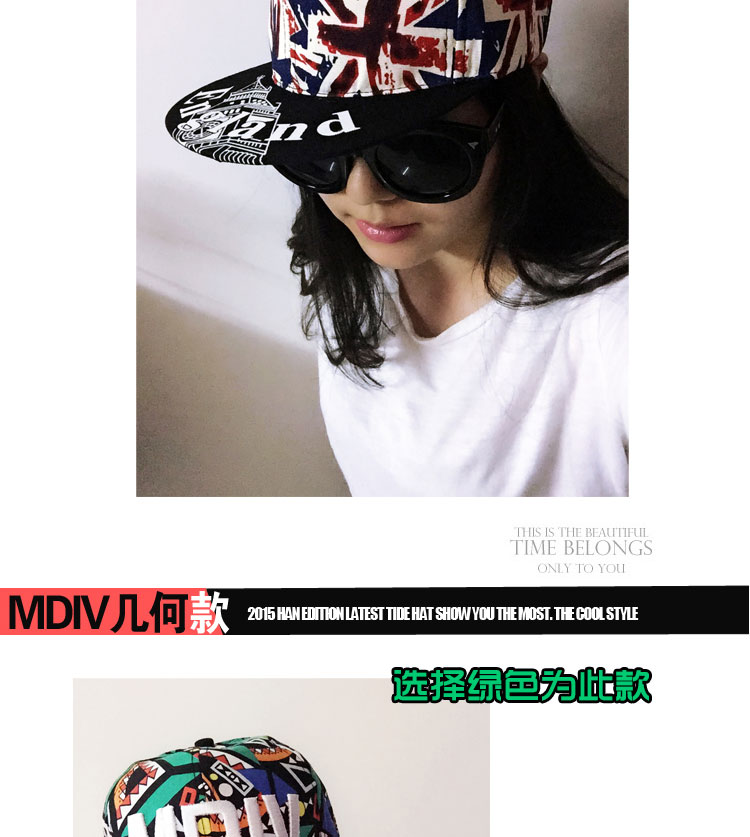 England
THIS IS THE BEAUTIFUL
TIME BELONGS
ONLY TO YOU
MDIV几何款
2015 HAN EDITION LATEST TIDE HAT SHOW YOU THE MOST. THE COOL STYLE
选择绿色为此款
MDIV